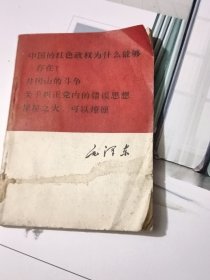 中国的红色政权为什么能够
存在？
井冈山的斗争
关于纠正党内的错误思想
星星之火，可以燎原
毛泽东